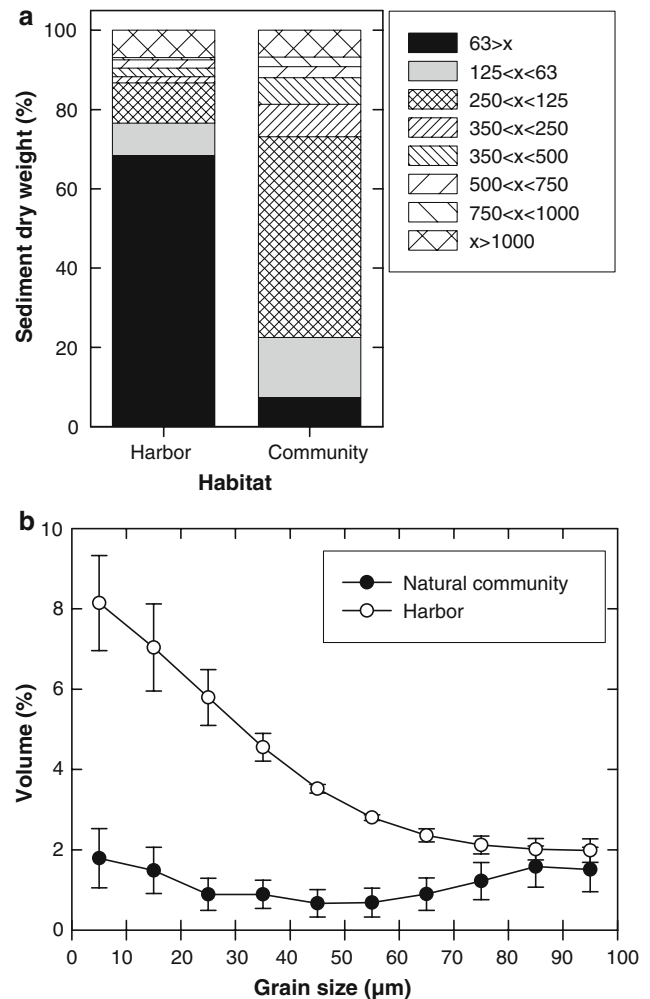 a
100
80
60
40
20
0
Sediment dry weight (%)
Harbor
Community
Habitat
63>x
125<x<63
250<x<125
350<x<250
350<x<500
500<x<750
750<x<1000
x>1000
b
10
8
6
4
2
0
Volume (%)
Natural community
Harbor
0 10 20 30 40 50 60 70 80 90 100
Grain size (µm)